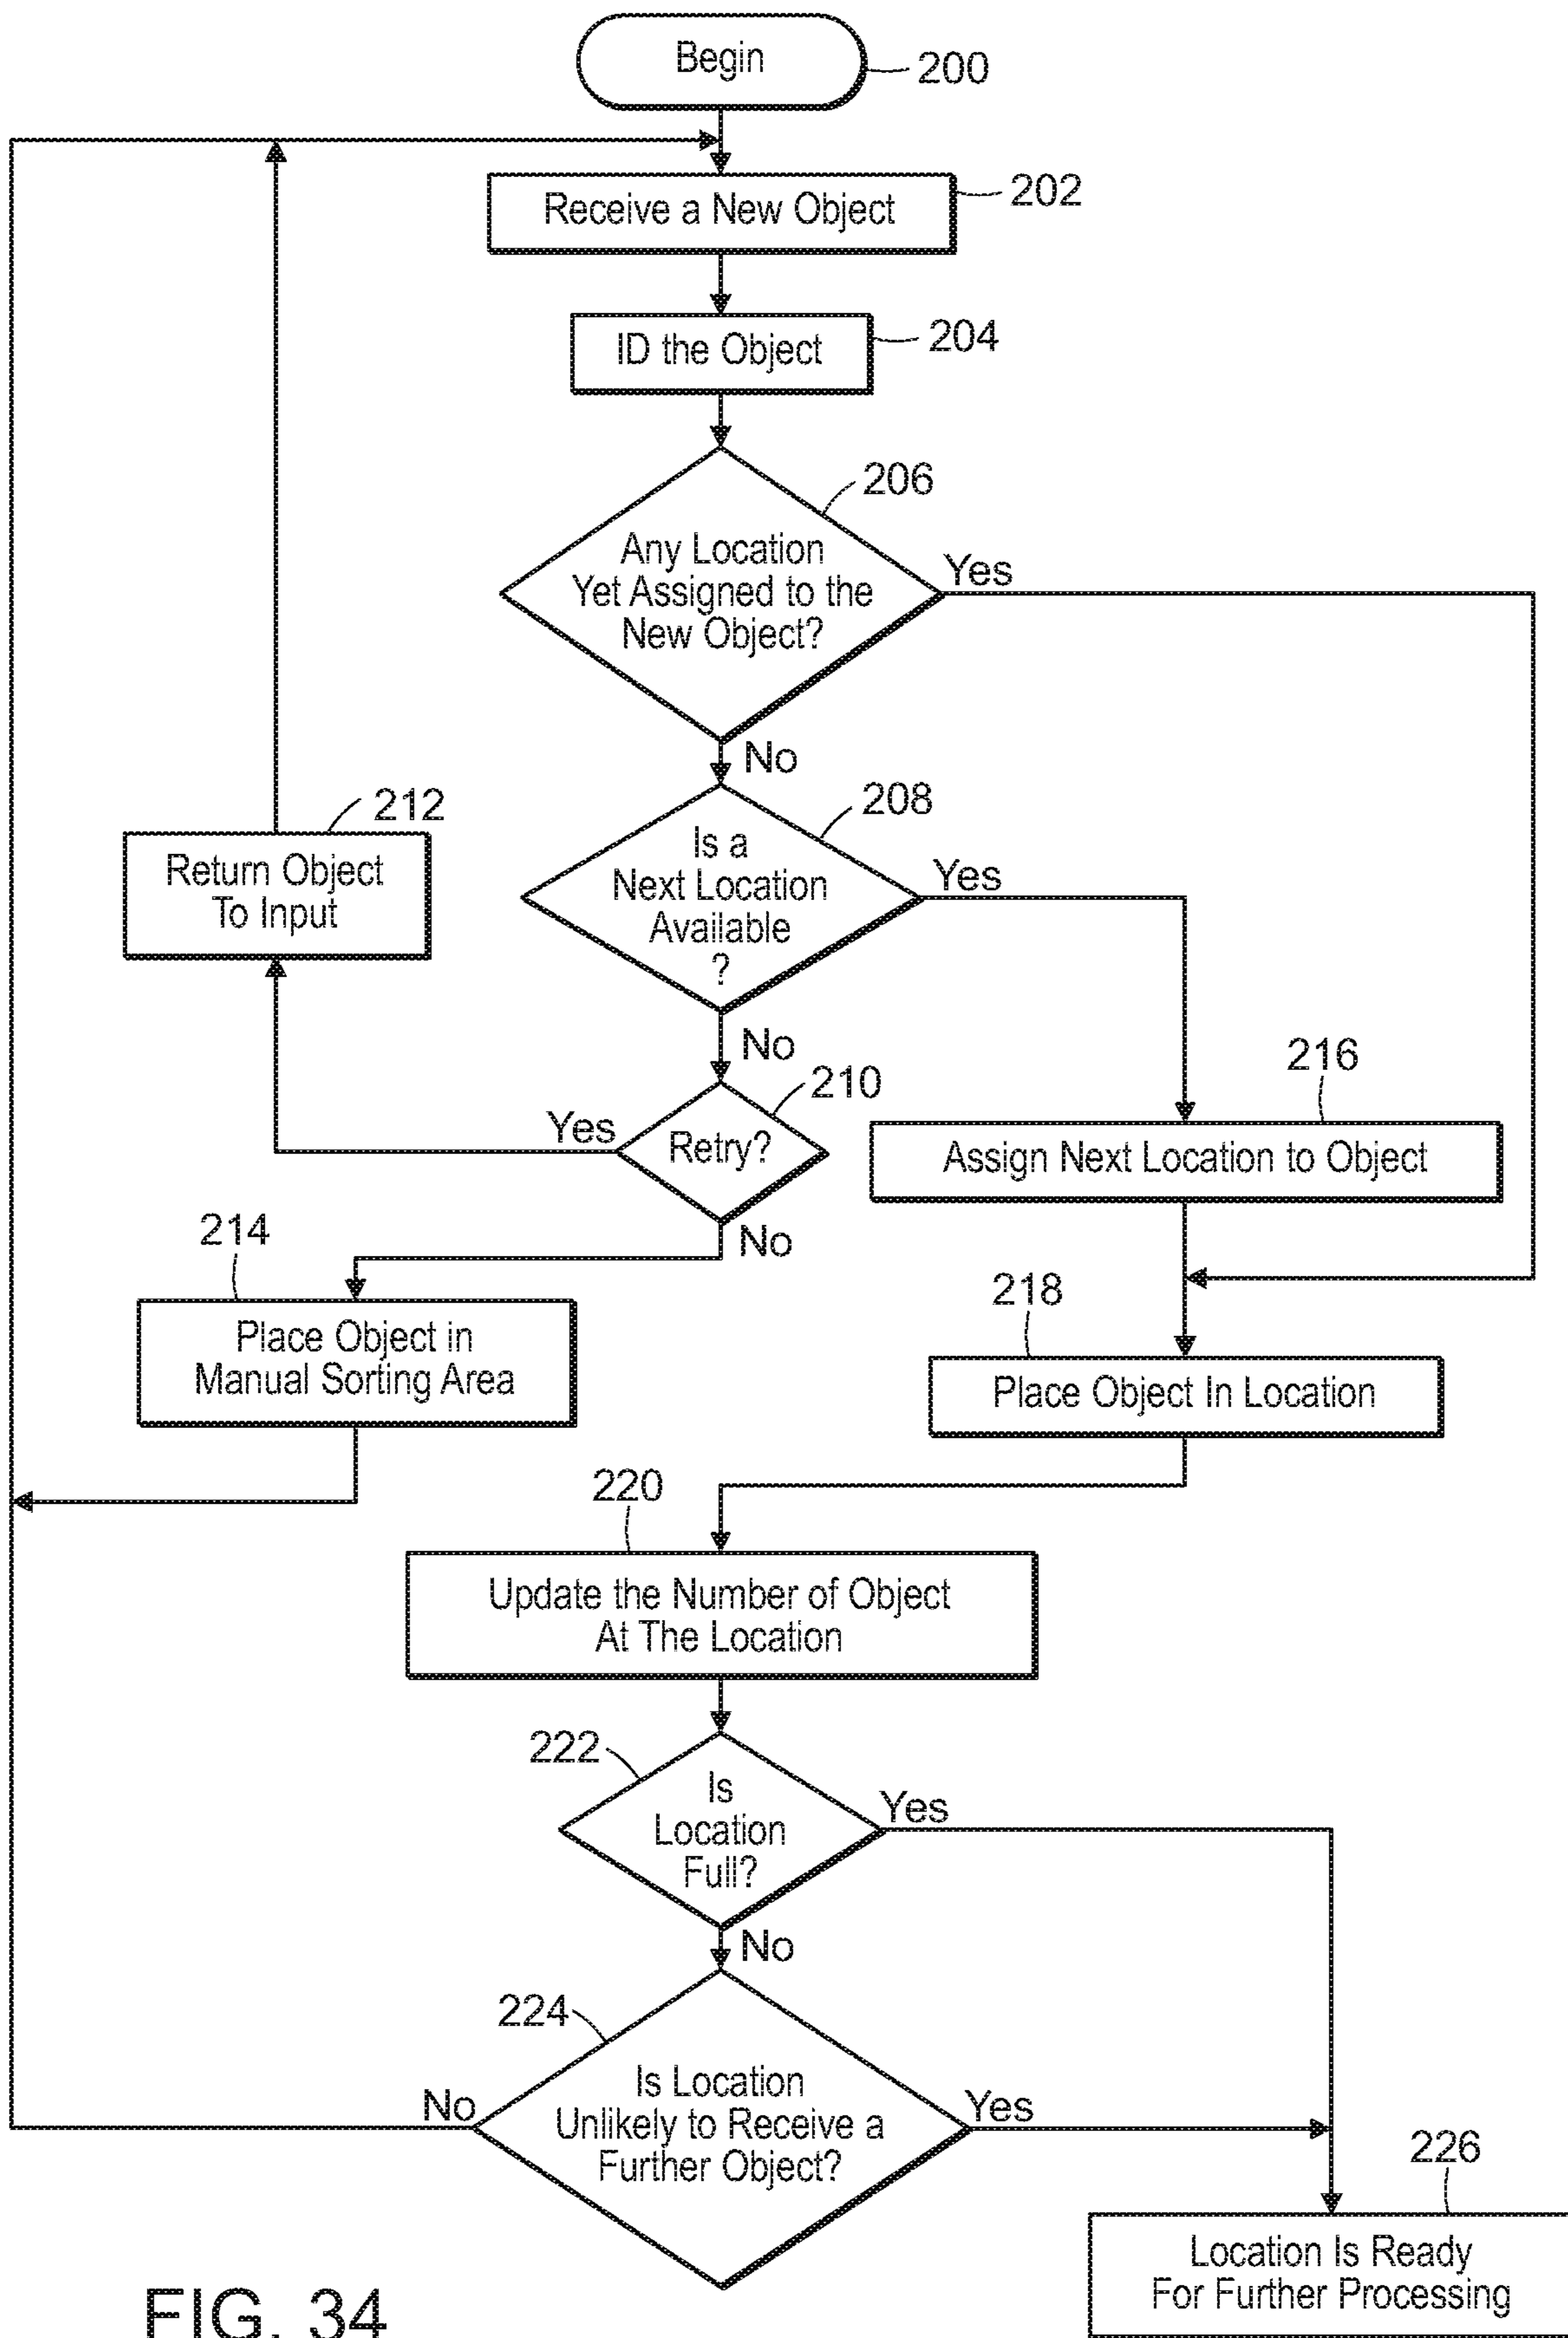 Begin
200
Receive a New Object
202
ID the Object
204
206
Any Location
Yet Assigned to the
New Object?
Yes
No
208
212
Return Object
To Input
Is a
Next Location
Available
?
Yes
No
210
Retry?
Yes
No
216
Assign Next Location to Object
214
Place Object in
Manual Sorting Area
218
Place Object In Location
220
Update the Number of Object
At The Location
222
Is
Location
Full?
Yes
No
224
Is Location
Unlikely to Receive a
Further Object?
No
Yes
226
Location Is Ready
For Further Processing
FIG. 34